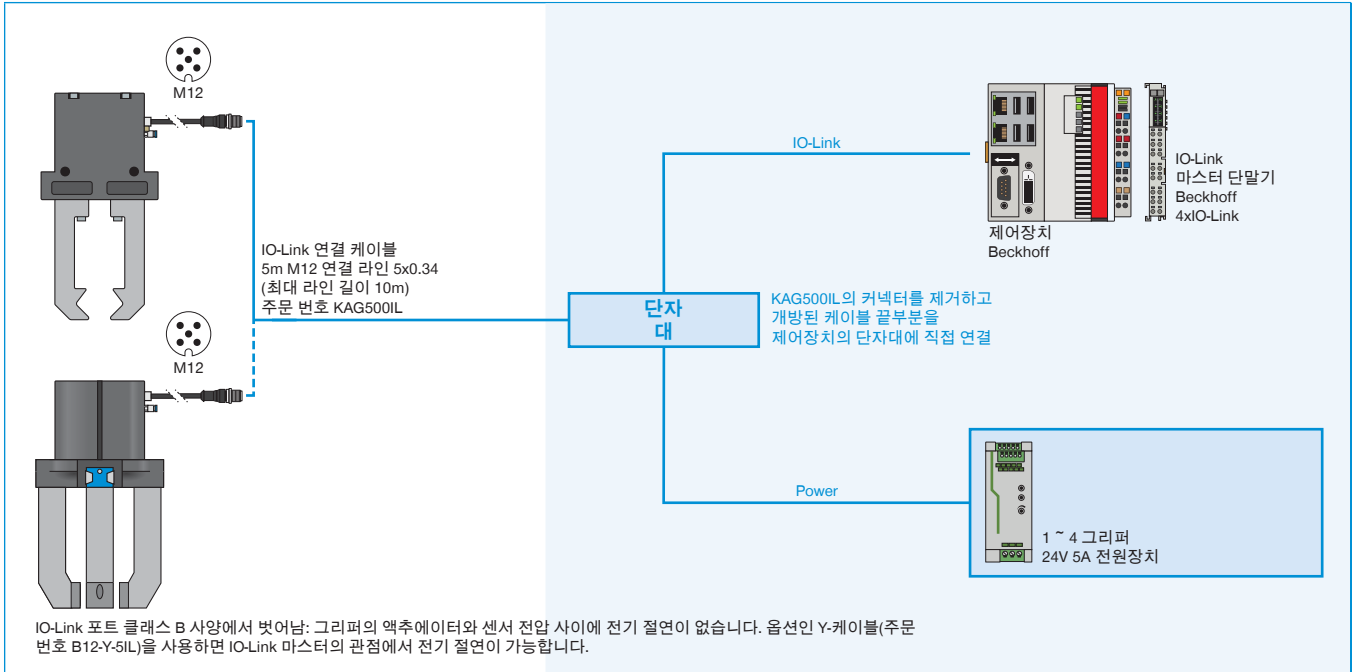 M12
IO-Link 연결 케이블
5m M12 연결 라인 5x0.34
(최대 라인 길이 10m)
주문 번호 KAG500IL
M12
단자
대
IO-Link
제어장치
Beckhoff
IO-Link
마스터 단말기
Beckhoff
4xIO-Link
KAG500IL의 커넥터를 제거하고
개방된 케이블 끝부분을
제어장치의 단자대에 직접 연결
Power
1 ~ 4 그리퍼
24V 5A 전원장치
IO-Link 포트 클래스 B 사양에서 벗어남: 그리퍼의 액추에이터와 센서 전압 사이에 전기 절연이 없습니다. 옵션인 Y-케이블(주문
번호 B12-Y-5IL)을 사용하면 IO-Link 마스터의 관점에서 전기 절연이 가능합니다.